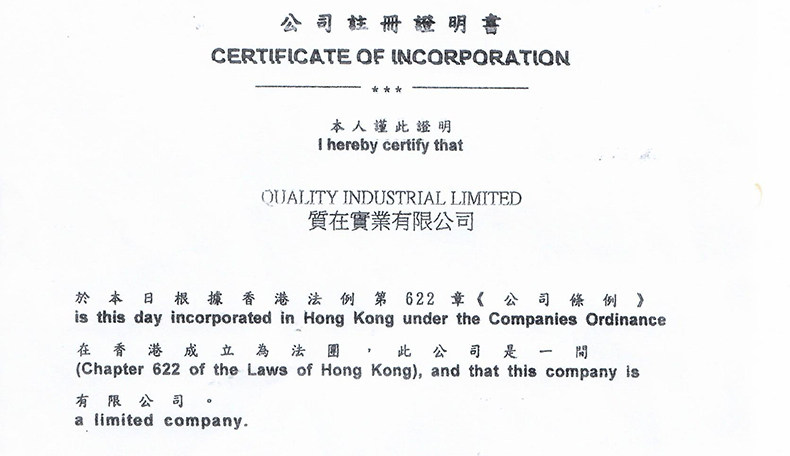 公司註冊證明書
CERTIFICATE OF INCORPORATION
***
本人謹此證明
I hereby certify that
QUALITY INDUSTRIAL LIMITED
質在實業有限公司
於本日根據香港法例第622章《公司條例》
is this day incorporated in Hong Kong under the Companies Ordinance
在香港成立為法團，此公司是一間
(Chapter 622 of the Laws of Hong Kong), and that this company is
有限公司。
a limited company.